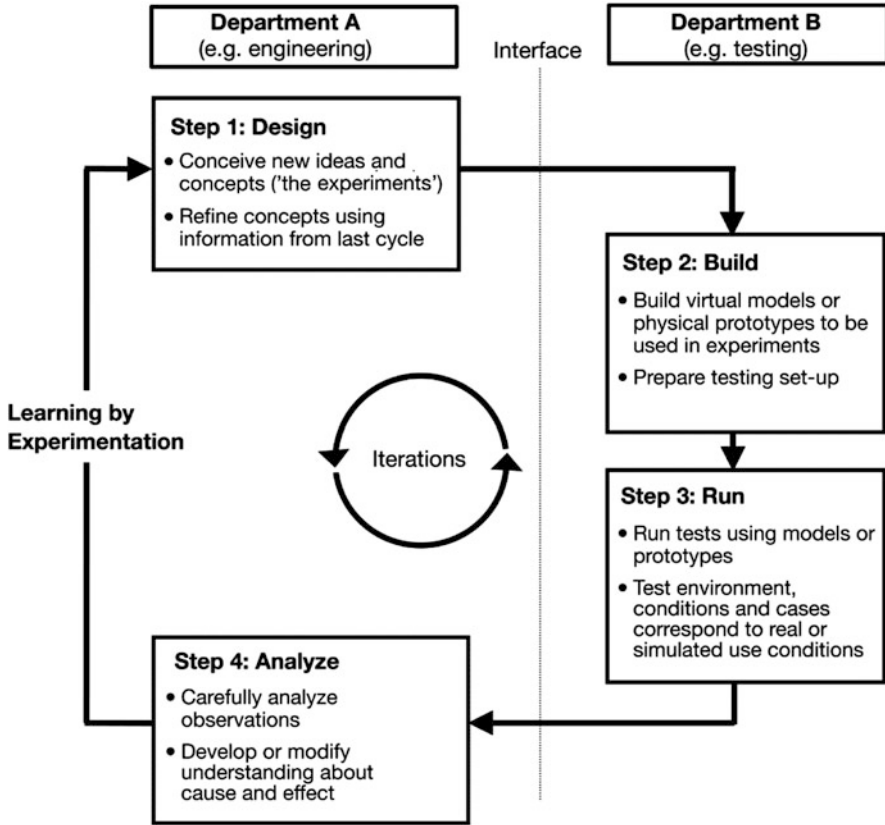 Department A
(e.g. engineering)
Interface
Department B
(e.g. testing)
Step 1: Design
• Conceive new ideas and
concepts ('the experiments')
• Refine concepts using
information from last cycle
Step 2: Build
• Build virtual models or
physical prototypes to be
used in experiments
• Prepare testing set-up
Learning by
Experimentation
Iterations
Step 3: Run
• Run tests using models or
prototypes
• Test environment,
conditions and cases
correspond to real or
simulated use conditions
Step 4: Analyze
• Carefully analyze
observations
• Develop or modify
understanding about
cause and effect